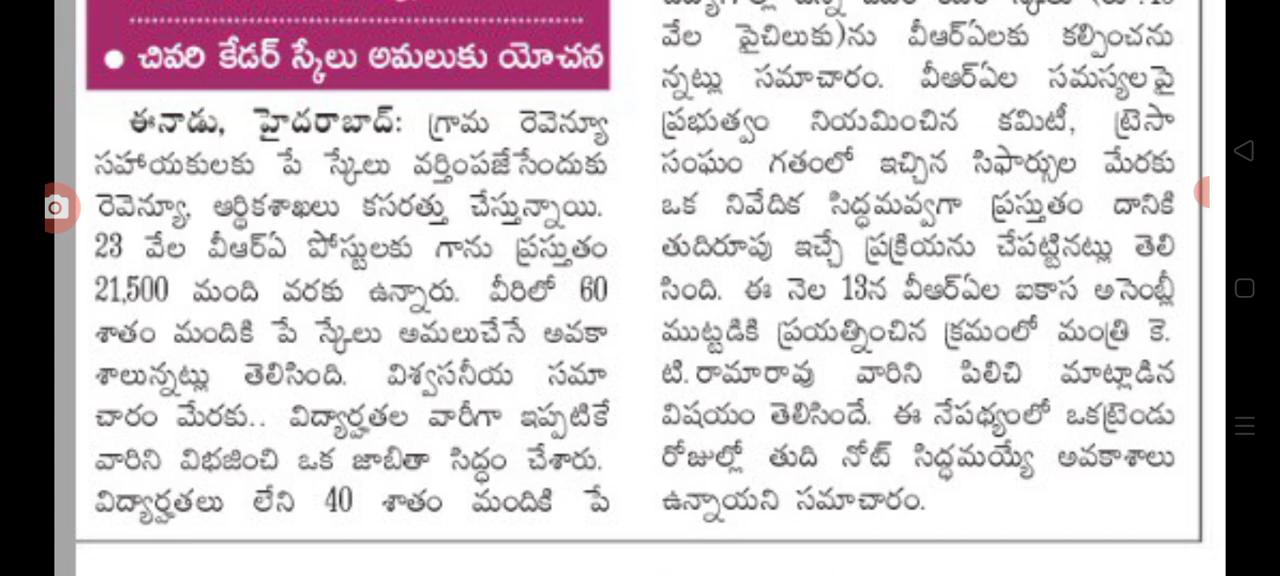 ● చివరి కేడర్ స్కేలు అమలుకు యోచన
ఈనాడు, హైదరాబాద్: గ్రామ రెవెన్యూ
సహాయకులకు పే స్కేలు వర్తింపజేసేందుకు
రెవెన్యూ, ఆర్థికశాఖలు కసరత్తు చేస్తున్నాయి.
23 వేల వీఆర్ఏ పోస్టులకు గాను ప్రస్తుతం
21,500 మంది వరకు ఉన్నారు. వీరిలో 60
శాతం మందికి పే స్కేలు అమలుచేసే అవకా
శాలున్నట్లు తెలిసింది. విశ్వసనీయ సమా
చారం మేరకు.. విద్యార్హతల వారీగా ఇప్పటికే
వారిని విభజించి ఒక జాబితా సిద్ధం చేశారు.
విద్యార్హతలు లేని 40 శాతం మందికి పే
వేల పైచిలుకు)ను వీఆర్ఏలకు కల్పించను
న్నట్లు సమాచారం. వీఆర్ఏల సమస్యలపై
ప్రభుత్వం నియమించిన కమిటీ, ట్రెసా
సంఘం గతంలో ఇచ్చిన సిఫార్సుల మేరకు
ఒక నివేదిక సిద్ధమవ్వగా ప్రస్తుతం దానికి
తుదిరూపు ఇచ్చే ప్రక్రియను చేపట్టినట్లు తెలి
సింది. ఈ నెల 13న వీఆర్ఏల ఐకాస అసెంబ్లీ
ముట్టడికి ప్రయత్నించిన క్రమంలో మంత్రి కె.
టి.రామారావు వారిని పిలిచి మాట్లాడిన
విషయం తెలిసిందే. ఈ నేపథ్యంలో ఒకట్రెండు
రోజుల్లో తుది నోట్ సిద్ధమయ్యే అవకాశాలు
ఉన్నాయని సమాచారం.